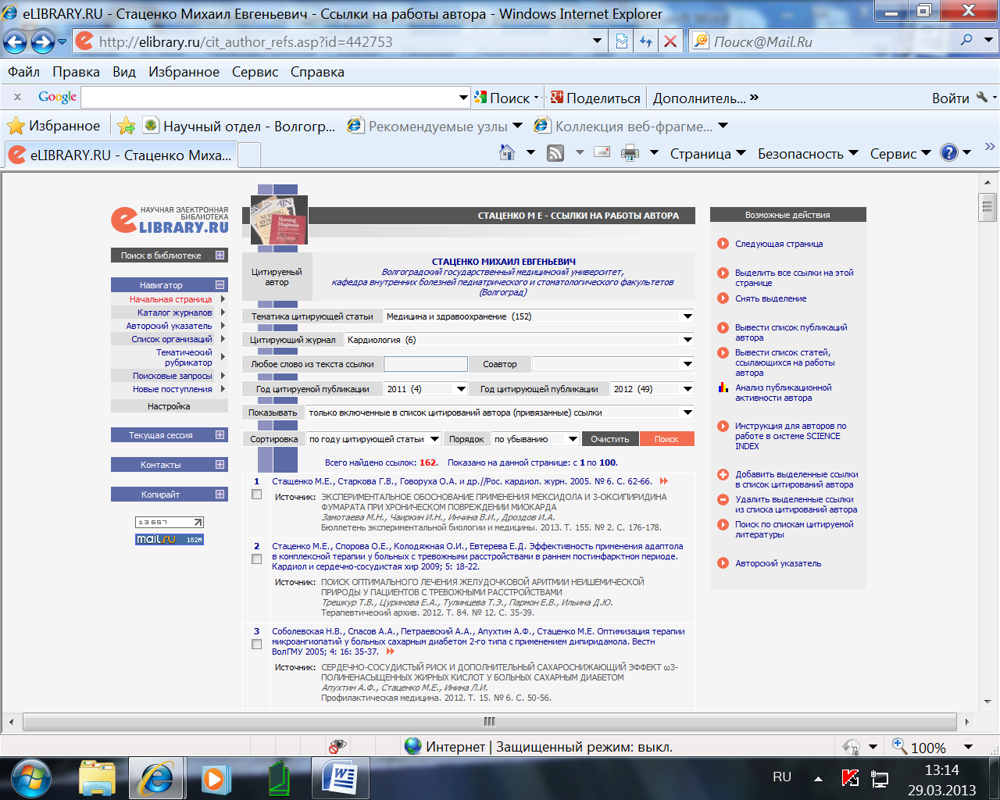 eLIBRARY.RU - Стаценко Михаил Евгеньевич - Ссылки на работы автора - Windows Internet Explorer
http://elibrary.ru/cit_author_refs.asp?id=442753
Поиск@Mail.Ru
Файл Правка Вид Избранное Сервис Справка
x Google Поиск Поделиться Дополнитель... » Войти
Избранное Научный отдел - Волгогр... Рекомендуемые узлы Коллекция веб-фрагме...
eLIBRARY.RU - Стаценко Миха... Страница Безопасность Сервис »
НАУЧНАЯ ЭЛЕКТРОННАЯ
БИБЛИОТЕКА
LIBRARY.RU
Поиск в библиотеке
Навигатор
Начальная страница
Каталог журналов
Авторский указатель
Список организаций
Тематический
рубрикатор
Поисковые запросы
Новые поступления
Настройка
Текущая сессия
Контакты
Копирайт
13657
mail.ru 182M
Nursing
Diagnosis
СТАЦЕНКО М Е - ССЫЛКИ НА РАБОТЫ АВТОРА
Цитируемый
автор
СТАЦЕНКО МИХАИЛ ЕВГЕНЬЕВИЧ
Волгоградский государственный медицинский университет,
кафедра внутренних болезней педиатрического и стоматологического факультетов
(Волгоград)
Тематика цитирующей статьи Медицина и здравоохранение (152)
Цитирующий журнал Кардиология (6)
Любое слово из текста ссылки Соавтор
Год цитируемой публикации 2011 (4) Год цитирующей публикации 2012 (49)
Показывать только включенные в список цитирований автора (привязанные) ссылки
Сортировка по году цитирующей статьи Порядок по убыванию Очистить Поиск
Всего найдено ссылок: 162. Показано на данной странице: с 1 по 100.
1 Стаценко М.Е., Старкова Г.В., Говоруха О.А. и др.//Рос. кардиол. журн. 2005. № 6. С. 62-66.
Источник: ЭКСПЕРИМЕНТАЛЬНОЕ ОБОСНОВАНИЕ ПРИМЕНЕНИЯ МЕКСИДОЛА И 3-ОКСИПИРИДИНА
ФУМАРАТА ПРИ ХРОНИЧЕСКОМ ПОВРЕЖДЕНИИ МИОКАРДА
Замотаева М.Н., Чаиркин И.Н., Инчина В.И., Дроздов И.А.
Бюллетень экспериментальной биологии и медицины. 2013. Т. 155. № 2. С. 176-178.
2 Стаценко М.Е., Спорова О.Е., Колодяжная О.И., Евтерева Е.Д. Эффективность применения адаптола
в комплексной терапии у больных с тревожными расстройствами в раннем постинфарктном периоде.
Кардиол и сердечно-сосудистая хир 2009; 5: 18-22.
Источник: ПОИСК ОПТИМАЛЬНОГО ЛЕЧЕНИЯ ЖЕЛУДОЧКОВОЙ АРИТМИИ НЕИШЕМИЧЕСКОЙ
ПРИРОДЫ У ПАЦИЕНТОВ С ТРЕВОЖНЫМИ РАССТРОЙСТВАМИ
Трешкур Т.В., Цуринова Е.А., Тулинцева Т.Э., Пармон Е.В., Ильина Д.Ю.
Терапевтический архив. 2012. Т. 84. № 12. С. 35-39.
3 Соболевская Н.В., Спасов А.А., Петраевский А.А., Апухтин А.Ф., Стаценко М.Е. Оптимизация терапии
микроангиопатий у больных сахарным диабетом 2-го типа с применением дипиридамола. Вестн
ВолГМУ 2005; 4: 16: 35-37.
Источник: СЕРДЕЧНО-СОСУДИСТЫЙ РИСК И ДОПОЛНИТЕЛЬНЫЙ САХАРОСНИЖАЮЩИЙ ЭФФЕКТ ω3-
ПОЛИНЕНАСЫЩЕННЫХ ЖИРНЫХ КИСЛОТ У БОЛЬНЫХ САХАРНЫМ ДИАБЕТОМ
Апухтин А.Ф., Стаценко М.Е., Инина Л.И.
Профилактическая медицина. 2012. Т. 15. № 6. С. 50-56.
Возможные действия
Следующая страница
Выделить все ссылки на этой
странице
Снять выделение
Вывести список публикаций
автора
Вывести список статей,
ссылающихся на работы
автора
Анализ публикационной
активности автора
Инструкция для авторов по
работе в системе SCIENCE
INDEX
Добавить выделенные ссылки
в список цитирований автора
Удалить выделенные ссылки
из списка цитирований автора
Поиск по спискам цитируемой
литературы
Авторский указатель
Интернет | Защищенный режим: выкл. 100%
RU 13:14
29.03.2013